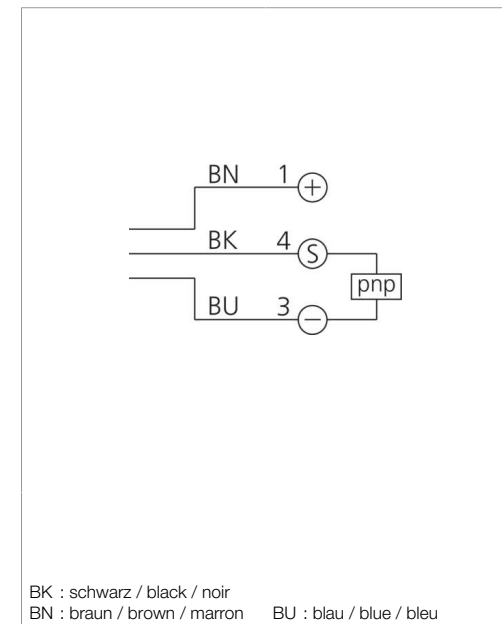 BN 1 +
BK 4 S
pnp
BU 3 −
BK : schwarz / black / noir
BN : braun / brown / marron BU : blau / blue / bleu